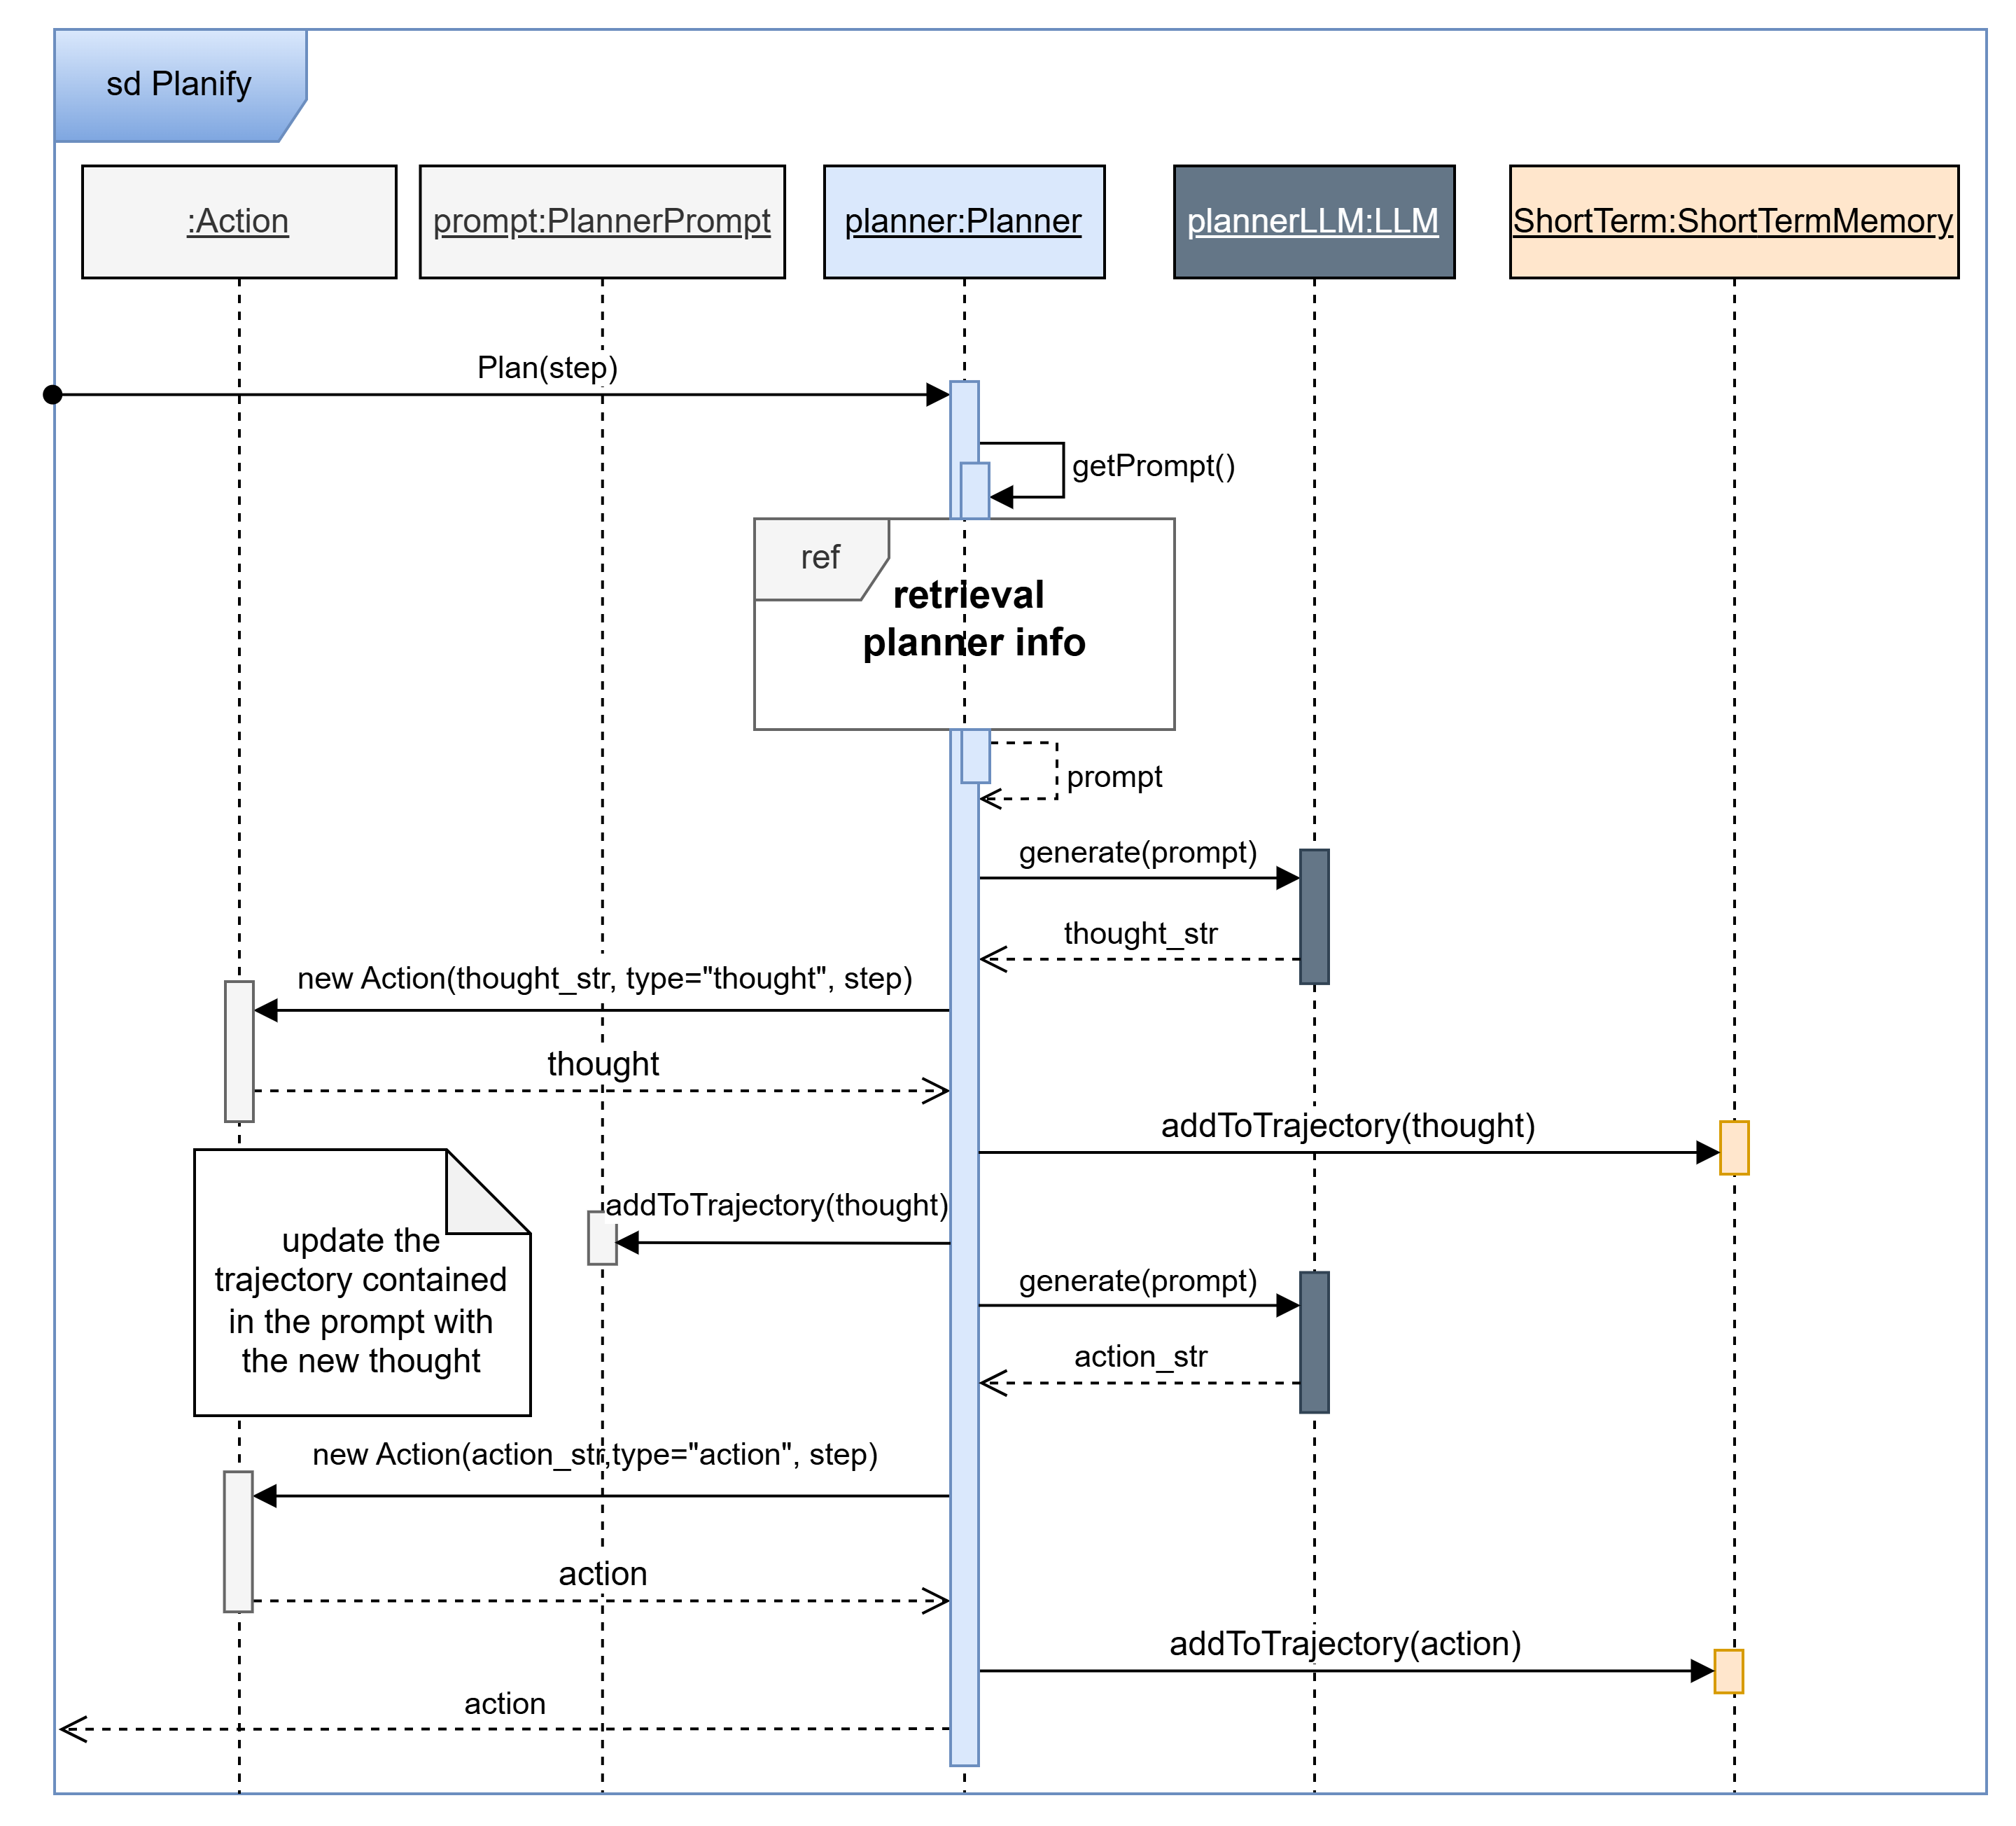 sd Planify
:Action
prompt:PlannerPrompt
planner:Planner
plannerLLM:LLM
ShortTerm:ShortTermMemory
Plan(step)
getPrompt()
ref
retrieval
planner info
prompt
generate(prompt)
thought_str
new Action(thought_str, type="thought", step)
thought
addToTrajectory(thought)
addToTrajectory(thought)
update the
trajectory contained
in the prompt with
the new thought
generate(prompt)
action_str
new Action(action_str,type="action", step)
action
addToTrajectory(action)
action